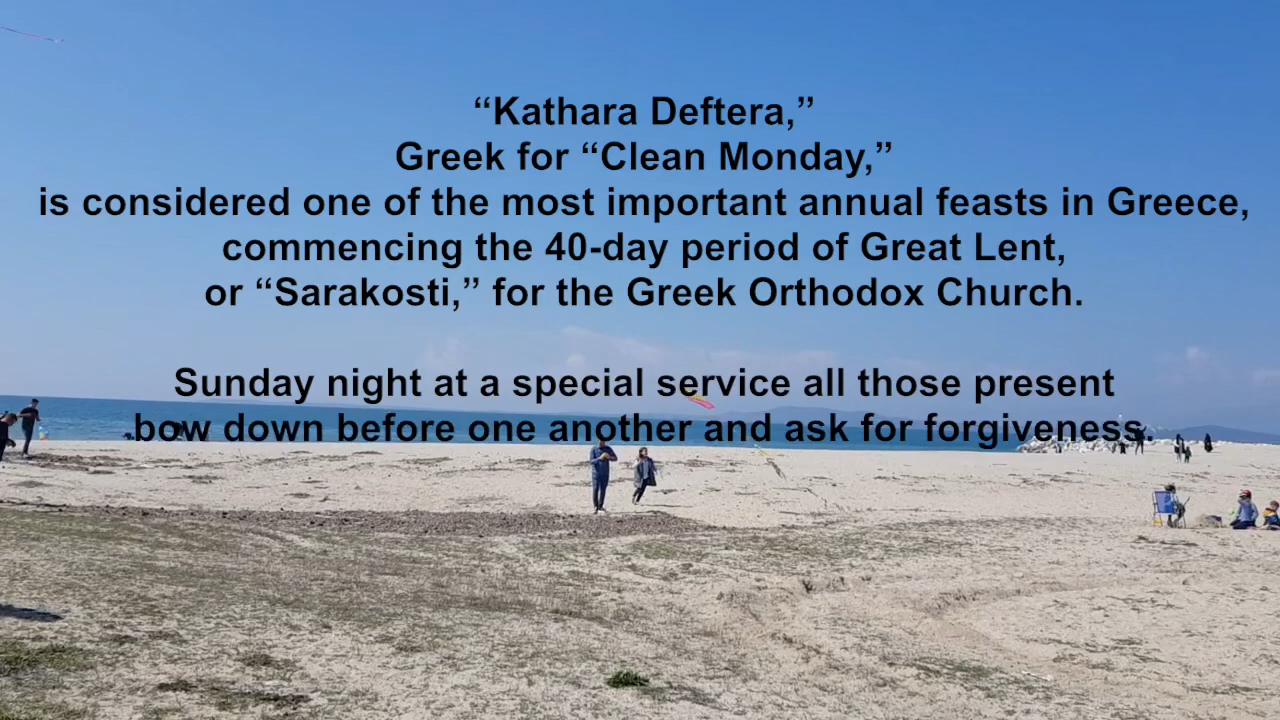 “Kathara Deftera,”
Greek for “Clean Monday,”
is considered one of the most important annual feasts in Greece,
commencing the 40-day period of Great Lent,
or “Sarakosti,” for the Greek Orthodox Church.
Sunday night at a special service all those present
bow down before one another and ask for forgiveness.